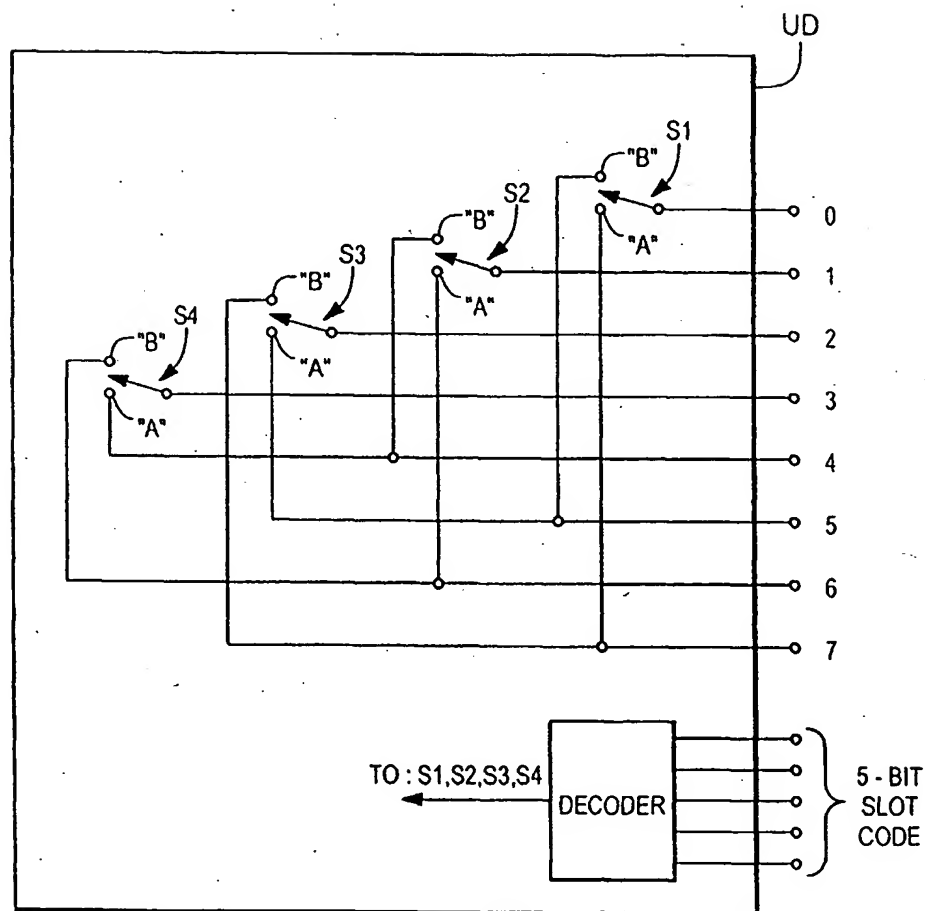 UD
S1
"B"
0
S2
"B"
"A"
1
S3
"B"
"A"
2
S4
"B"
"A"
3
"A"
4
5
6
7
TO : S1,S2,S3,S4
DECODER
5 - BIT
SLOT
CODE